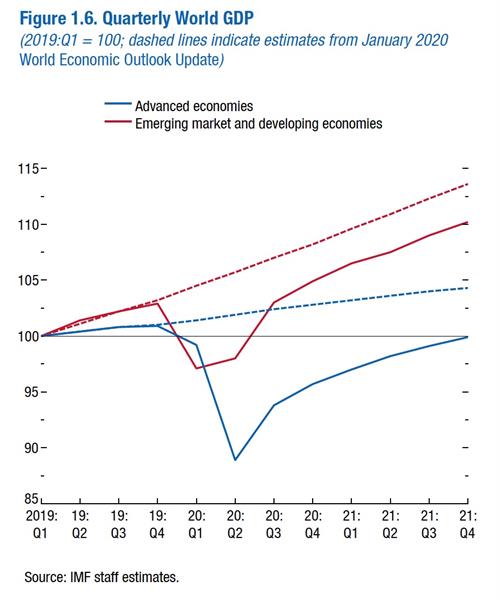 Figure 1.6. Quarterly World GDP
(2019:Q1 = 100; dashed lines indicate estimates from January 2020
World Economic Outlook Update)
Advanced economies
Emerging market and developing economies
115
110
105
100
95
90
85
2019: 19: 19: 19: 20: 20: 20: 20: 21: 21: 21: 21:
Q1 Q2 Q3 Q4 Q1 Q2 Q3 Q4 Q1 Q2 Q3 Q4
Source: IMF staff estimates.